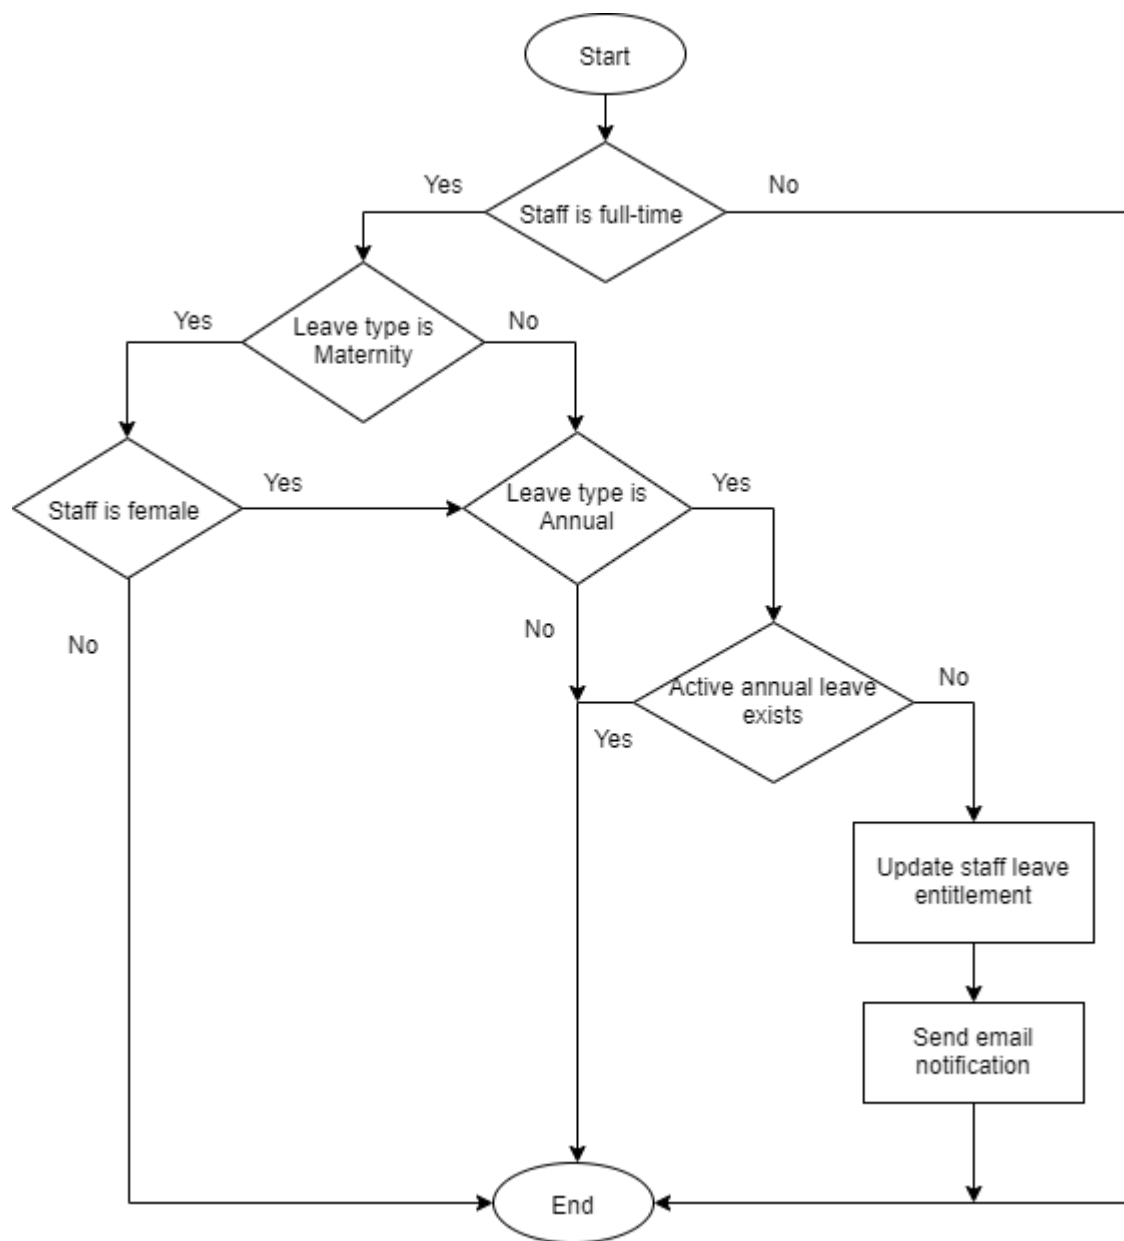 Start
Yes
No
Staff is full-time
Yes
Leave type is
Maternity
No
Staff is female
Yes
Leave type is
Annual
Yes
No
No
Active annual leave
exists
No
Yes
Update staff leave
entitlement
Send email
notification
End